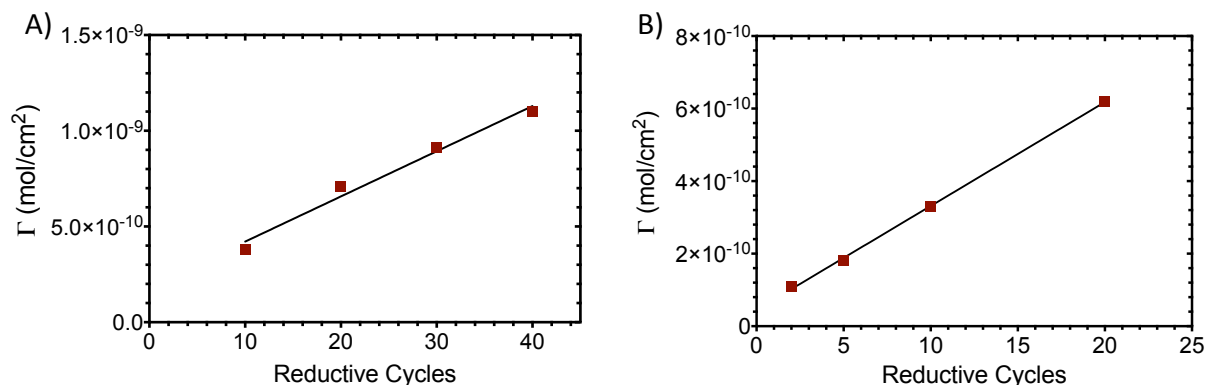 A)
1.5×10⁻⁹
1.0×10⁻⁹
5.0×10⁻¹⁰
0.0
Γ (mol/cm²)
0 10 20 30 40
Reductive Cycles
B)
8×10⁻¹⁰
6×10⁻¹⁰
4×10⁻¹⁰
2×10⁻¹⁰
0
Γ (mol/cm²)
0 5 10 15 20 25
Reductive Cycles